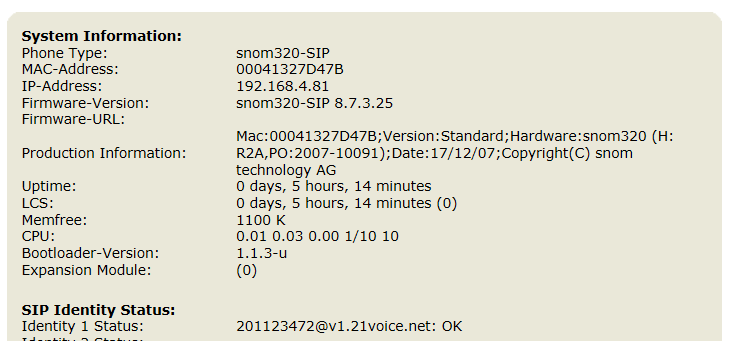 System Information:
Phone Type: snom320-SIP
MAC-Address: 00041327D47B
IP-Address: 192.168.4.81
Firmware-Version: snom320-SIP 8.7.3.25
Firmware-URL:
Production Information: Mac:00041327D47B;Version:Standard;Hardware:snom320 (H:
R2A,PO:2007-10091);Date:17/12/07;Copyright(C) snom
technology AG
Uptime: 0 days, 5 hours, 14 minutes
LCS: 0 days, 5 hours, 14 minutes (0)
Memfree: 1100 K
CPU: 0.01 0.03 0.00 1/10 10
Bootloader-Version: 1.1.3-u
Expansion Module: (0)
SIP Identity Status:
Identity 1 Status: 201123472@v1.21voice.net: OK